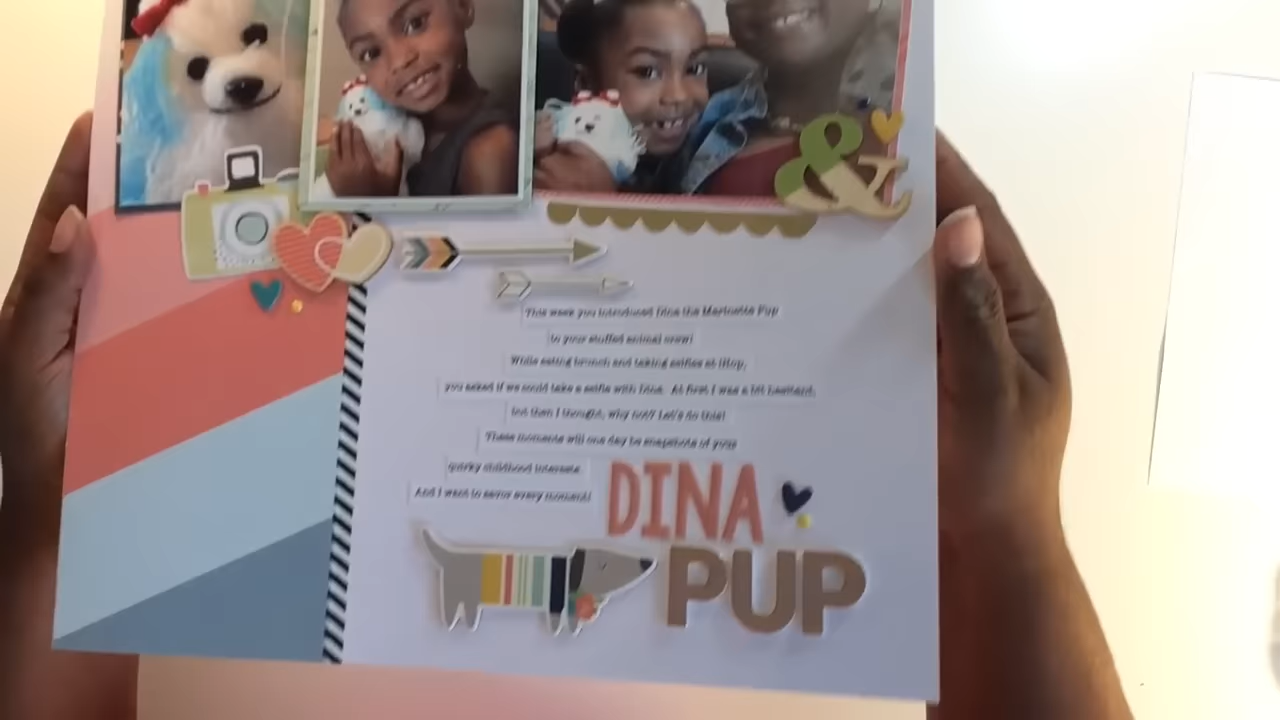 &
This week you introduced Dina the Marionette Pup
to your stuffed animal crew!
While eating brunch and taking selfies at Ihop,
you asked if we could take a selfie with Dina. At first I was a bit hesitant,
but then I thought, why not? Let's do this!
These moments will one day be snapshots of your
quirky childhood interests
And I want to savor every moment!
DINA
PUP